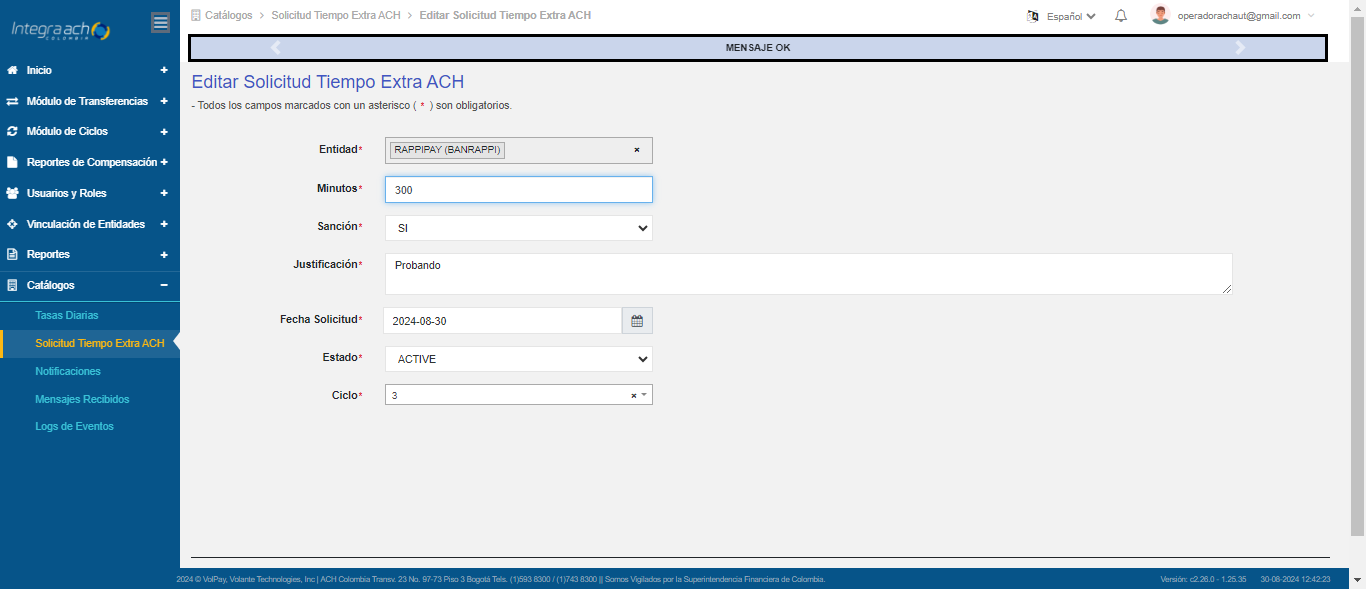 Integra ach
COLOMBIA
Inicio +
Módulo de Transferencias +
Módulo de Ciclos +
Reportes de Compensación +
Usuarios y Roles +
Vinculación de Entidades +
Reportes +
Catálogos −
Tasas Diarias
Solicitud Tiempo Extra ACH
Notificaciones
Mensajes Recibidos
Logs de Eventos
Catálogos > Solicitud Tiempo Extra ACH > Editar Solicitud Tiempo Extra ACH
Español
operadorachaut@gmail.com
MENSAJE OK
Editar Solicitud Tiempo Extra ACH
- Todos los campos marcados con un asterisco ( * ) son obligatorios.
Entidad* RAPPIPAY (BANRAPPI) ×
Minutos* 300
Sanción* SI
Justificación* Probando
Fecha Solicitud* 2024-08-30
Estado* ACTIVE
Ciclo* 3 ×
2024 © VolPay, Volante Technologies, Inc | ACH Colombia Transv. 23 No. 97-73 Piso 3 Bogotá Tels. (1)593 8300 / (1)743 8300 || Somos Vigilados por la Superintendencia Financiera de Colombia.
Versión: c2.26.0 - 1.25.35 30-08-2024 12:42:23